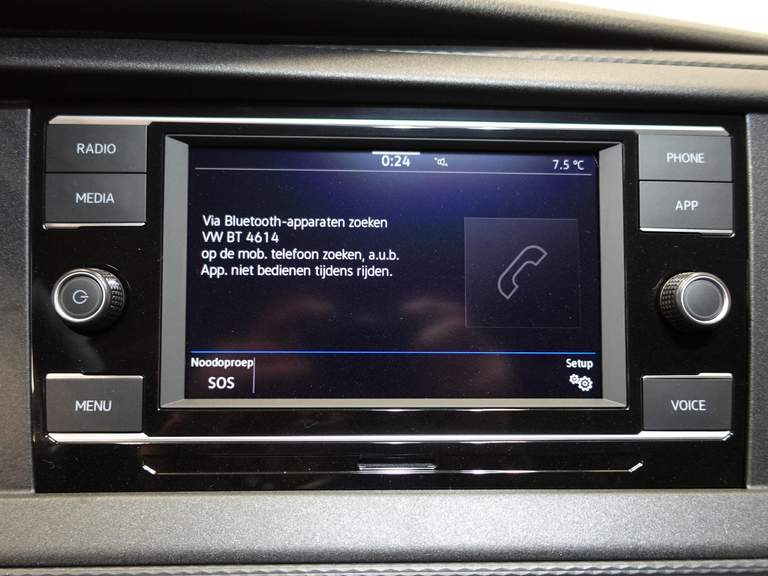 RADIO
MEDIA
MENU
0:24
7.5 °C
Via Bluetooth-apparaten zoeken
VW BT 4614
op de mob. telefoon zoeken, a.u.b.
App. niet bedienen tijdens rijden.
Noodoproep
SOS
Setup
PHONE
APP
VOICE